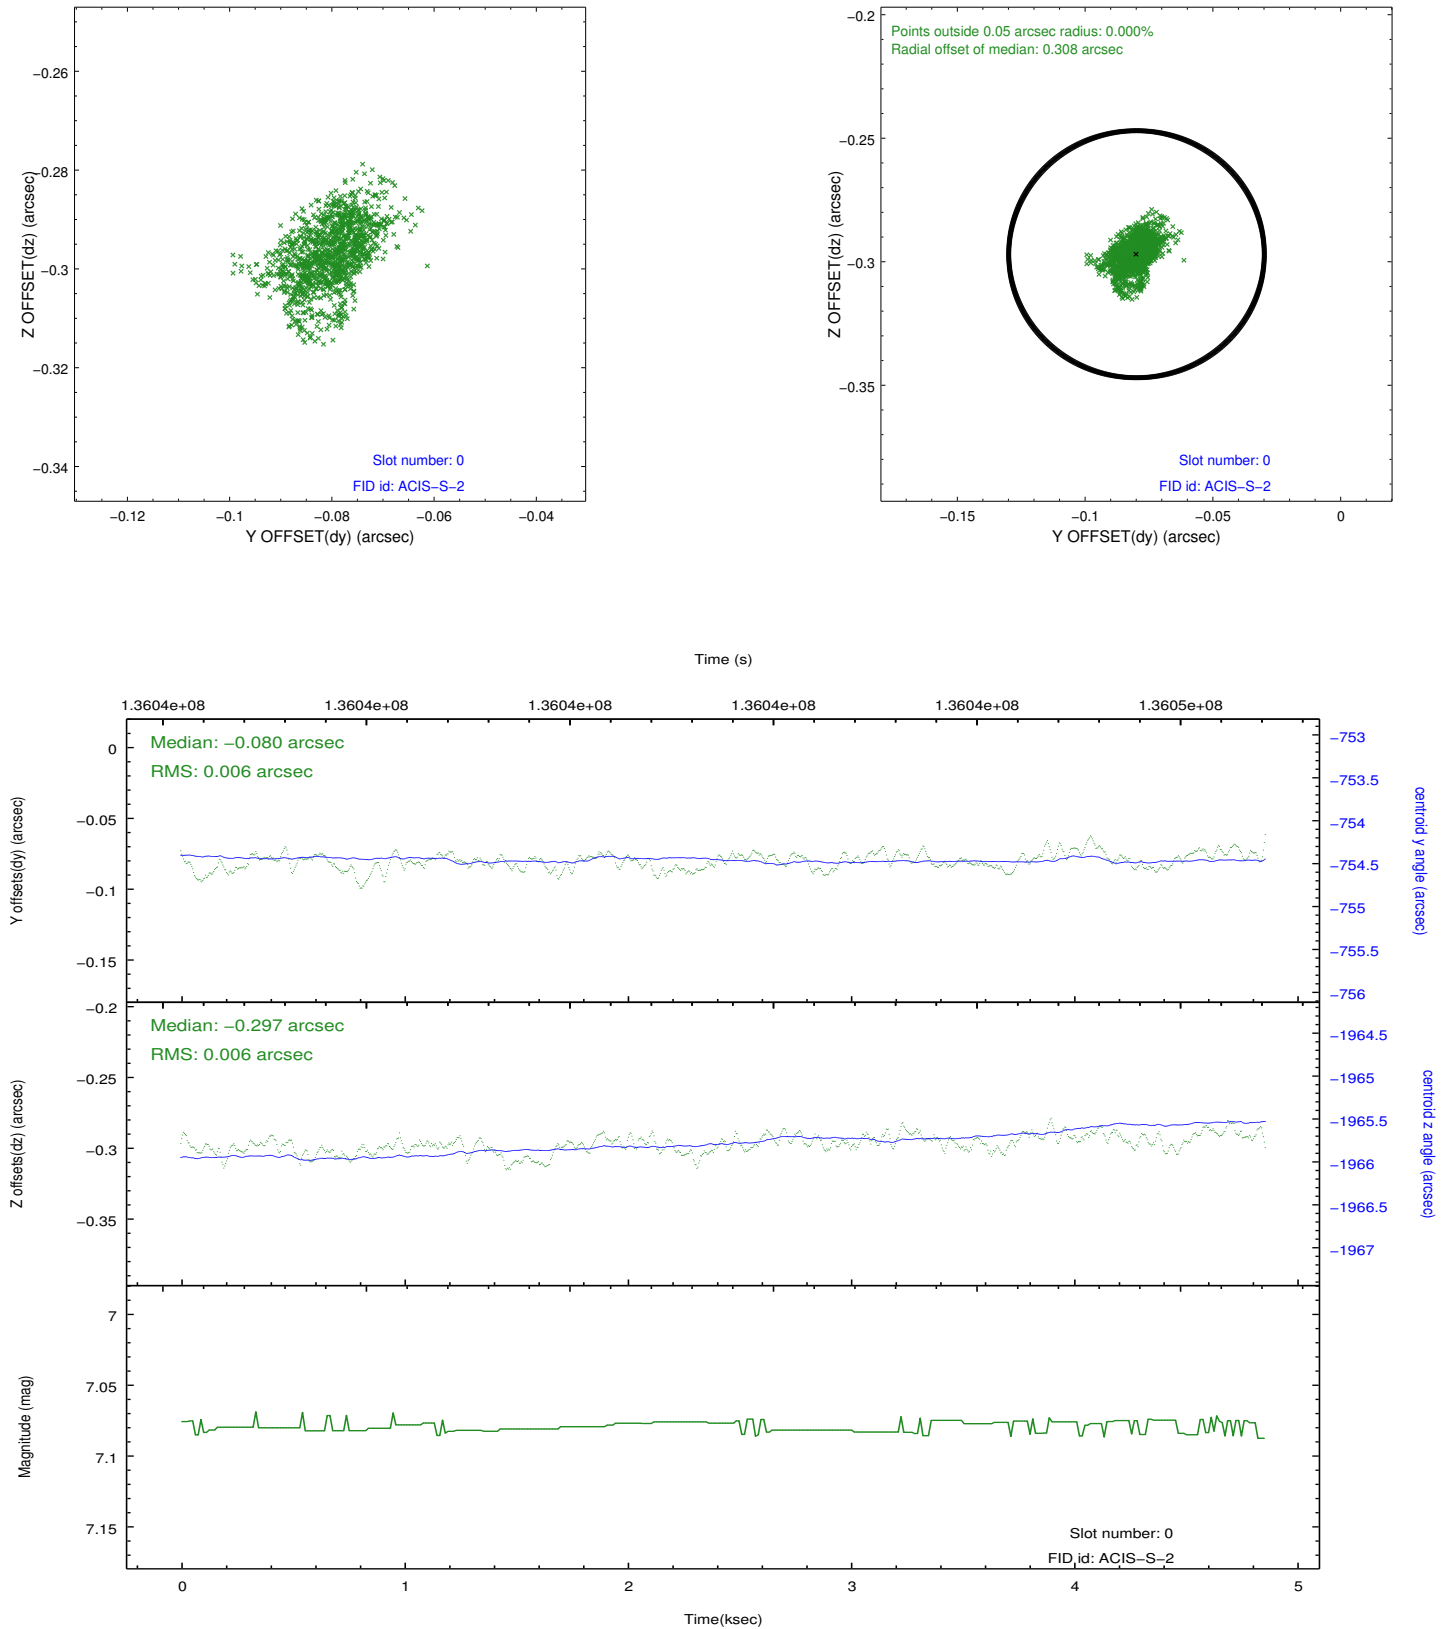 −0.26
−0.28
−0.3
−0.32
−0.34
Z OFFSET(dz) (arcsec)
Slot number: 0
FID id: ACIS−S−2
−0.12
−0.1
−0.08
−0.06
−0.04
Y OFFSET(dy) (arcsec)
Points outside 0.05 arcsec radius: 0.000%
Radial offset of median: 0.308 arcsec
−0.2
−0.25
−0.3
−0.35
Z OFFSET(dz) (arcsec)
Slot number: 0
FID id: ACIS−S−2
−0.15
−0.1
−0.05
0
Y OFFSET(dy) (arcsec)
Time (s)
1.3604e+08
1.3604e+08
1.3604e+08
1.3604e+08
1.3604e+08
1.3605e+08
Median: −0.080 arcsec
RMS: 0.006 arcsec
0
−0.05
−0.1
−0.15
Y offsets(dy) (arcsec)
−753
−753.5
−754
−754.5
−755
−755.5
−756
centroid y angle (arcsec)
Median: −0.297 arcsec
RMS: 0.006 arcsec
−0.2
−0.25
−0.3
−0.35
Z offsets(dz) (arcsec)
−1964.5
−1965
−1965.5
−1966
−1966.5
−1967
centroid z angle (arcsec)
7
7.05
7.1
7.15
Magnitude (mag)
Slot number: 0
FID id: ACIS−S−2
0
1
2
3
4
5
Time(ksec)